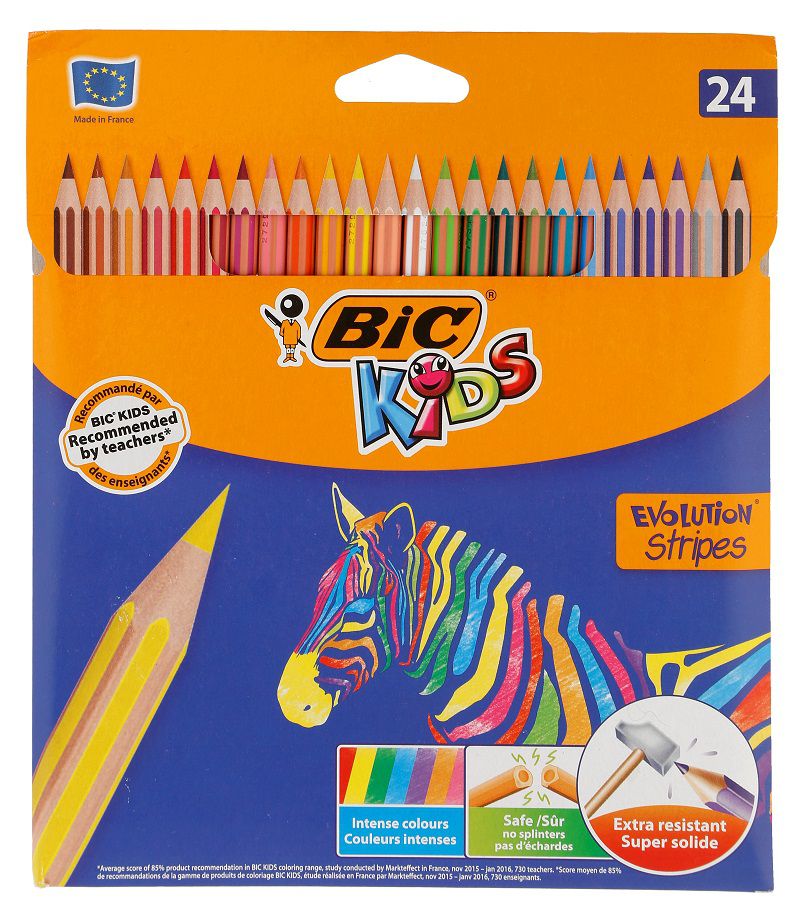 Made in France
24
BiC®
KiDS
Recommandé par
BIC® KIDS
Recommended
by teachers*
des enseignants*
EVOLUTION®
Stripes
Intense colours
Couleurs intenses
Safe /Sûr
no splinters
pas d'échardes
Extra resistant
Super solide
*Average score of 85% product recommendation in BIC KIDS coloring range, study conducted by Markteffect in France, nov 2015 – Jan 2016, 730 teachers. *Score moyen de 85%
de recommandations de la gamme de produits de coloriage BIC KIDS, étude réalisée en France par Markteffect, nov 2015 – janv 2016, 730 enseignants.